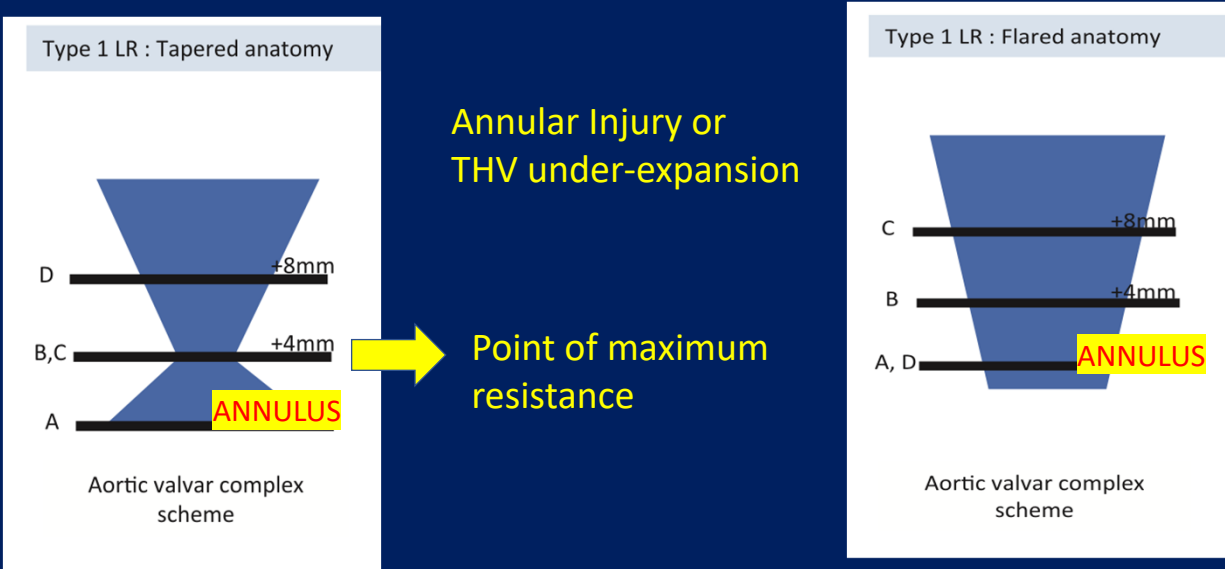 Type 1 LR : Tapered anatomy
D
+8mm
B,C
+4mm
A
ANNULUS
Aortic valvar complex
scheme
Annular Injury or
THV under-expansion
Point of maximum
resistance
Type 1 LR : Flared anatomy
C
+8mm
B
+4mm
A, D
ANNULUS
Aortic valvar complex
scheme